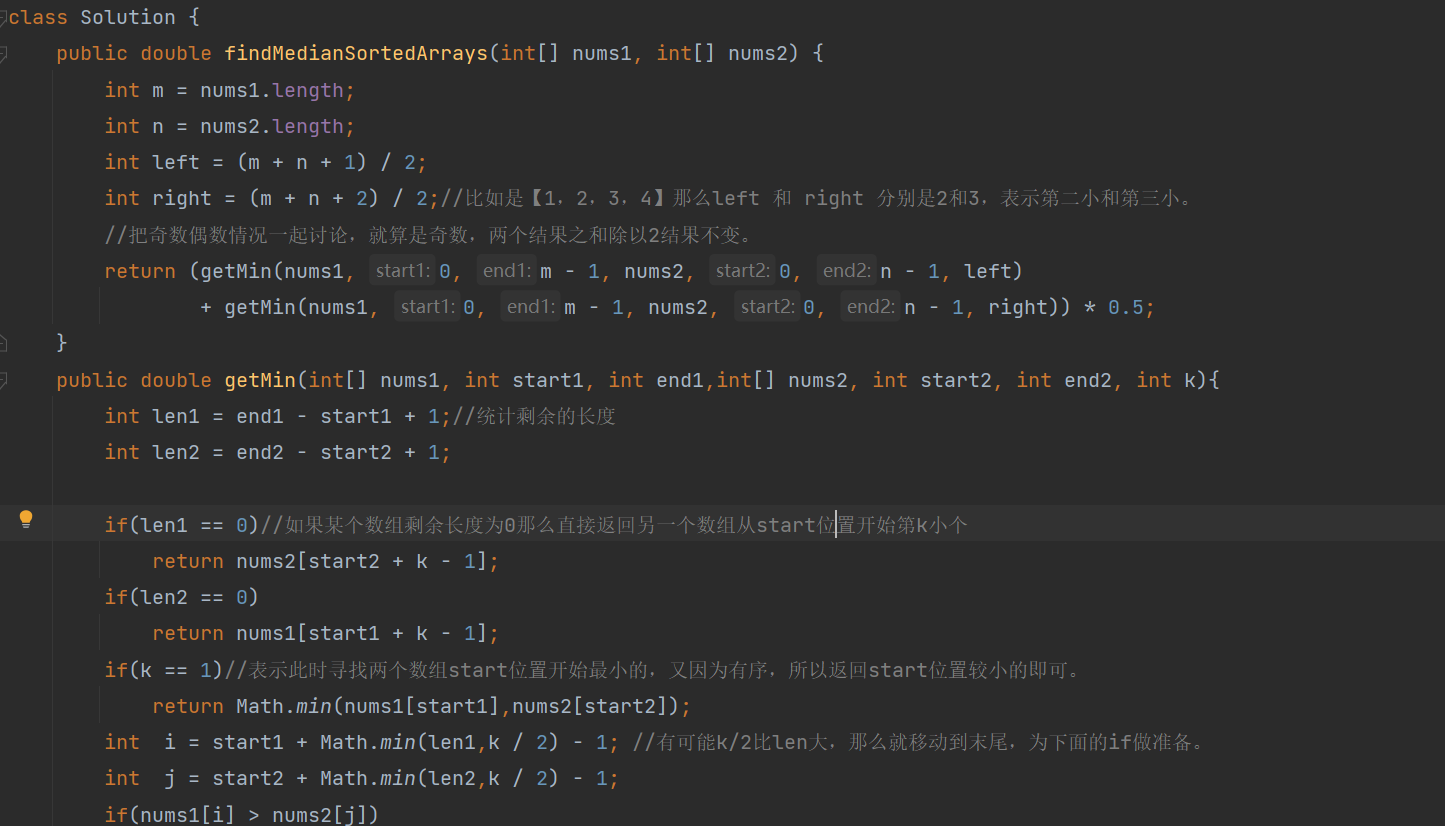 class Solution {
public double findMedianSortedArrays(int[] nums1, int[] nums2) {
int m = nums1.length;
int n = nums2.length;
int left = (m + n + 1) / 2;
int right = (m + n + 2) / 2;//比如是【1，2，3，4】那么left 和 right 分别是2和3，表示第二小和第三小。
//把奇数偶数情况一起讨论，就算是奇数，两个结果之和除以2结果不变。
return (getMin(nums1, start1: 0, end1: m - 1, nums2, start2: 0, end2: n - 1, left)
+ getMin(nums1, start1: 0, end1: m - 1, nums2, start2: 0, end2: n - 1, right)) * 0.5;
}
public double getMin(int[] nums1, int start1, int end1,int[] nums2, int start2, int end2, int k){
int len1 = end1 - start1 + 1;//统计剩余的长度
int len2 = end2 - start2 + 1;
if(len1 == 0)//如果某个数组剩余长度为0那么直接返回另一个数组从start位置开始第k小个
return nums2[start2 + k - 1];
if(len2 == 0)
return nums1[start1 + k - 1];
if(k == 1)//表示此时寻找两个数组start位置开始最小的，又因为有序，所以返回start位置较小的即可。
return Math.min(nums1[start1],nums2[start2]);
int  i = start1 + Math.min(len1,k / 2) - 1; //有可能k/2比len大，那么就移动到末尾，为下面的if做准备。
int  j = start2 + Math.min(len2,k / 2) - 1;
if(nums1[i] > nums2[j])